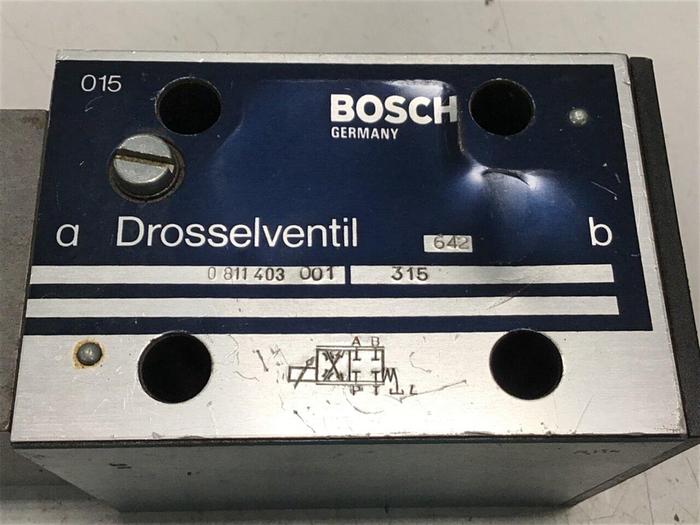 015
BOSCH
GERMANY
a Drosselventil 642 b
0 811 403 001 315
A B
P T L